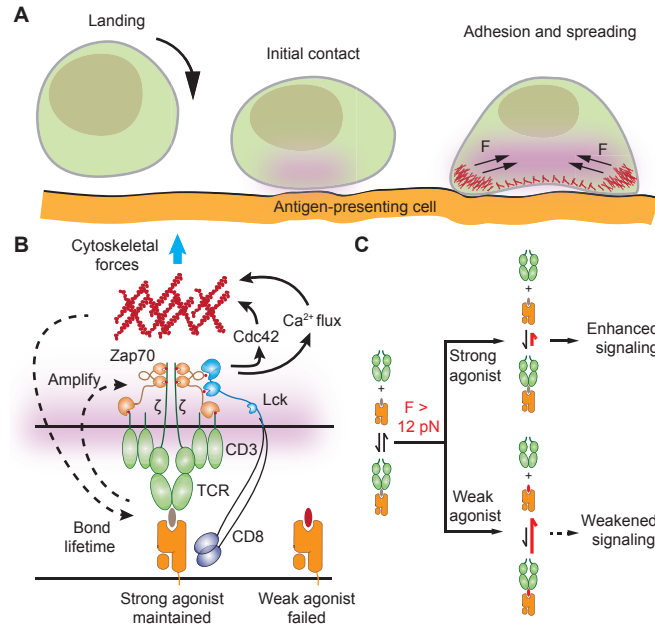 A
Landing
Initial contact
Adhesion and spreading
F
F
Antigen-presenting cell
B
Cytoskeletal
forces
Zap70
Cdc42
Ca²⁺ flux
Amplify
ζ
ζ
Lck
CD3
TCR
Bond
lifetime
CD8
Strong agonist
maintained
Weak agonist
failed
C
F >
12 pN
Strong
agonist
Enhanced
signaling
Weak
agonist
Weakened
signaling
+
+
+